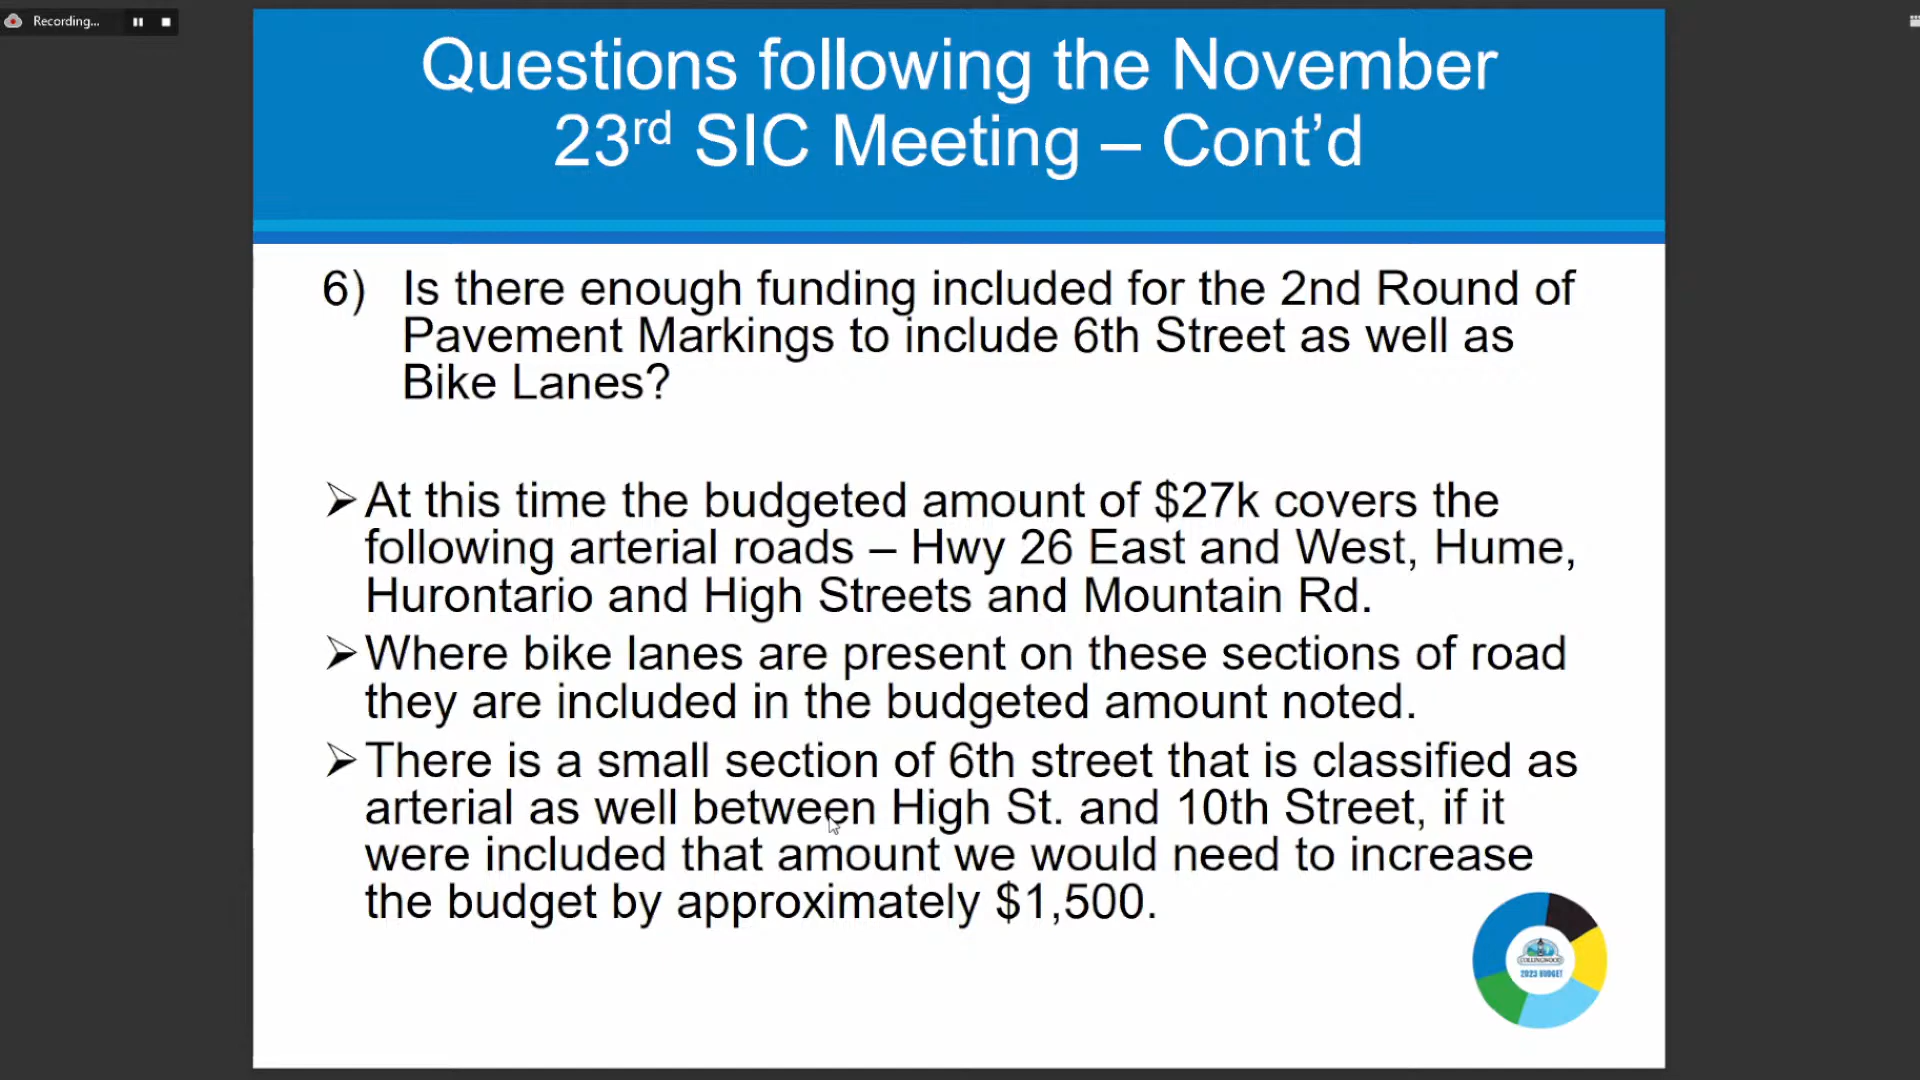 Recording...
Questions following the November
23rd SIC Meeting – Cont’d
6) Is there enough funding included for the 2nd Round of
Pavement Markings to include 6th Street as well as
Bike Lanes?
➢At this time the budgeted amount of $27k covers the
following arterial roads – Hwy 26 East and West, Hume,
Hurontario and High Streets and Mountain Rd.
➢Where bike lanes are present on these sections of road
they are included in the budgeted amount noted.
➢There is a small section of 6th street that is classified as
arterial as well between High St. and 10th Street, if it
were included that amount we would need to increase
the budget by approximately $1,500.
COLLINGWOOD
2023 BUDGET